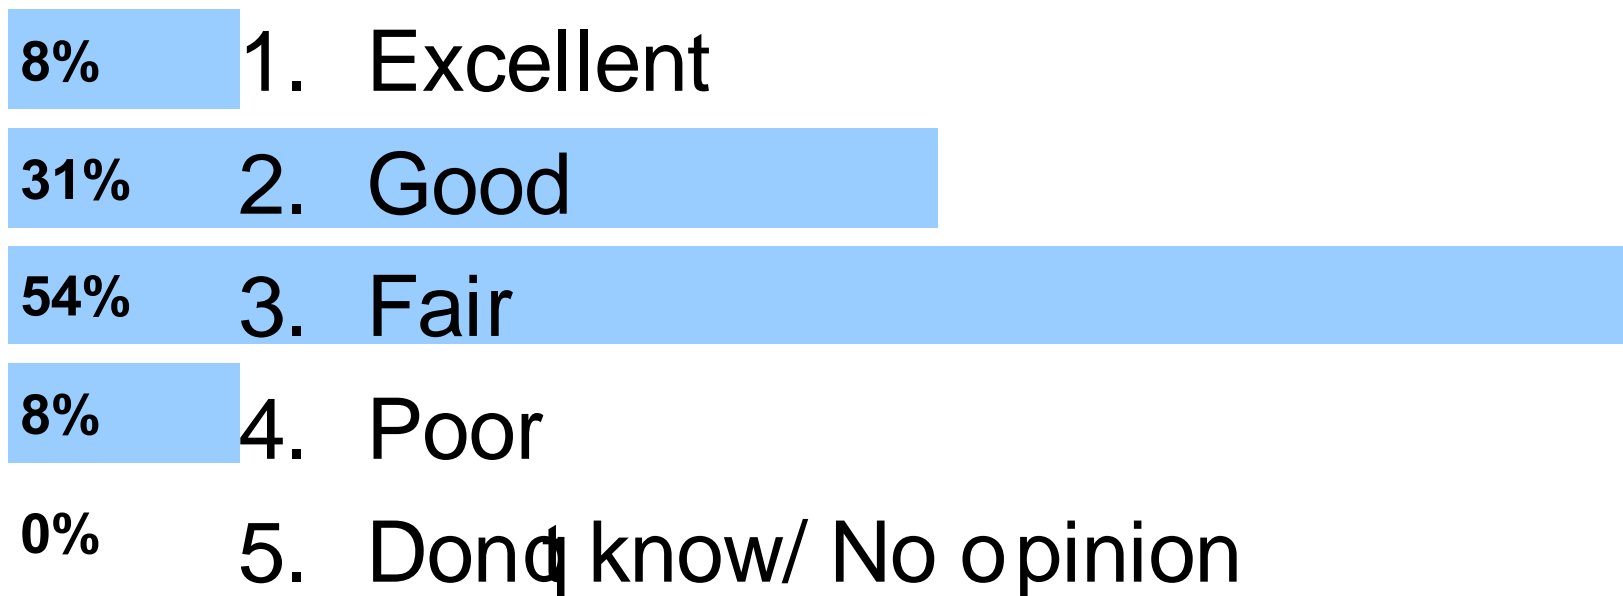 8% 1. Excellent
31% 2. Good
54% 3. Fair
8% 4. Poor
0% 5. Donq know/ No opinion